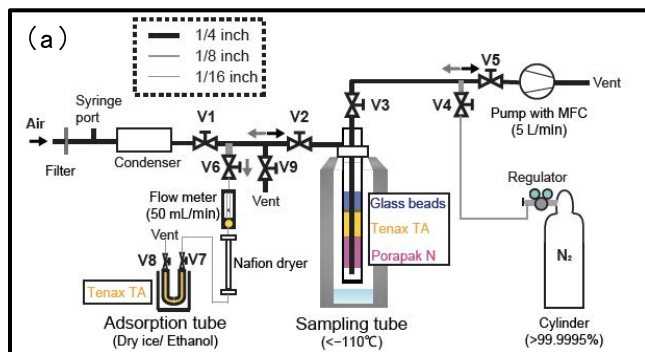 (a)
1/4 inch
1/8 inch
1/16 inch
Syringe
port
Air
Filter
Condenser
V1
V2
V3
V4
V5
Vent
Pump with MFC
(5 L/min)
V6
V9
Vent
Flow meter
(50 mL/min)
Vent
V8
V7
Nafion dryer
Tenax TA
Adsorption tube
(Dry ice/ Ethanol)
Glass beads
Tenax TA
Porapak N
Sampling tube
(<−110℃)
Regulator
N₂
Cylinder
(>99.9995%)